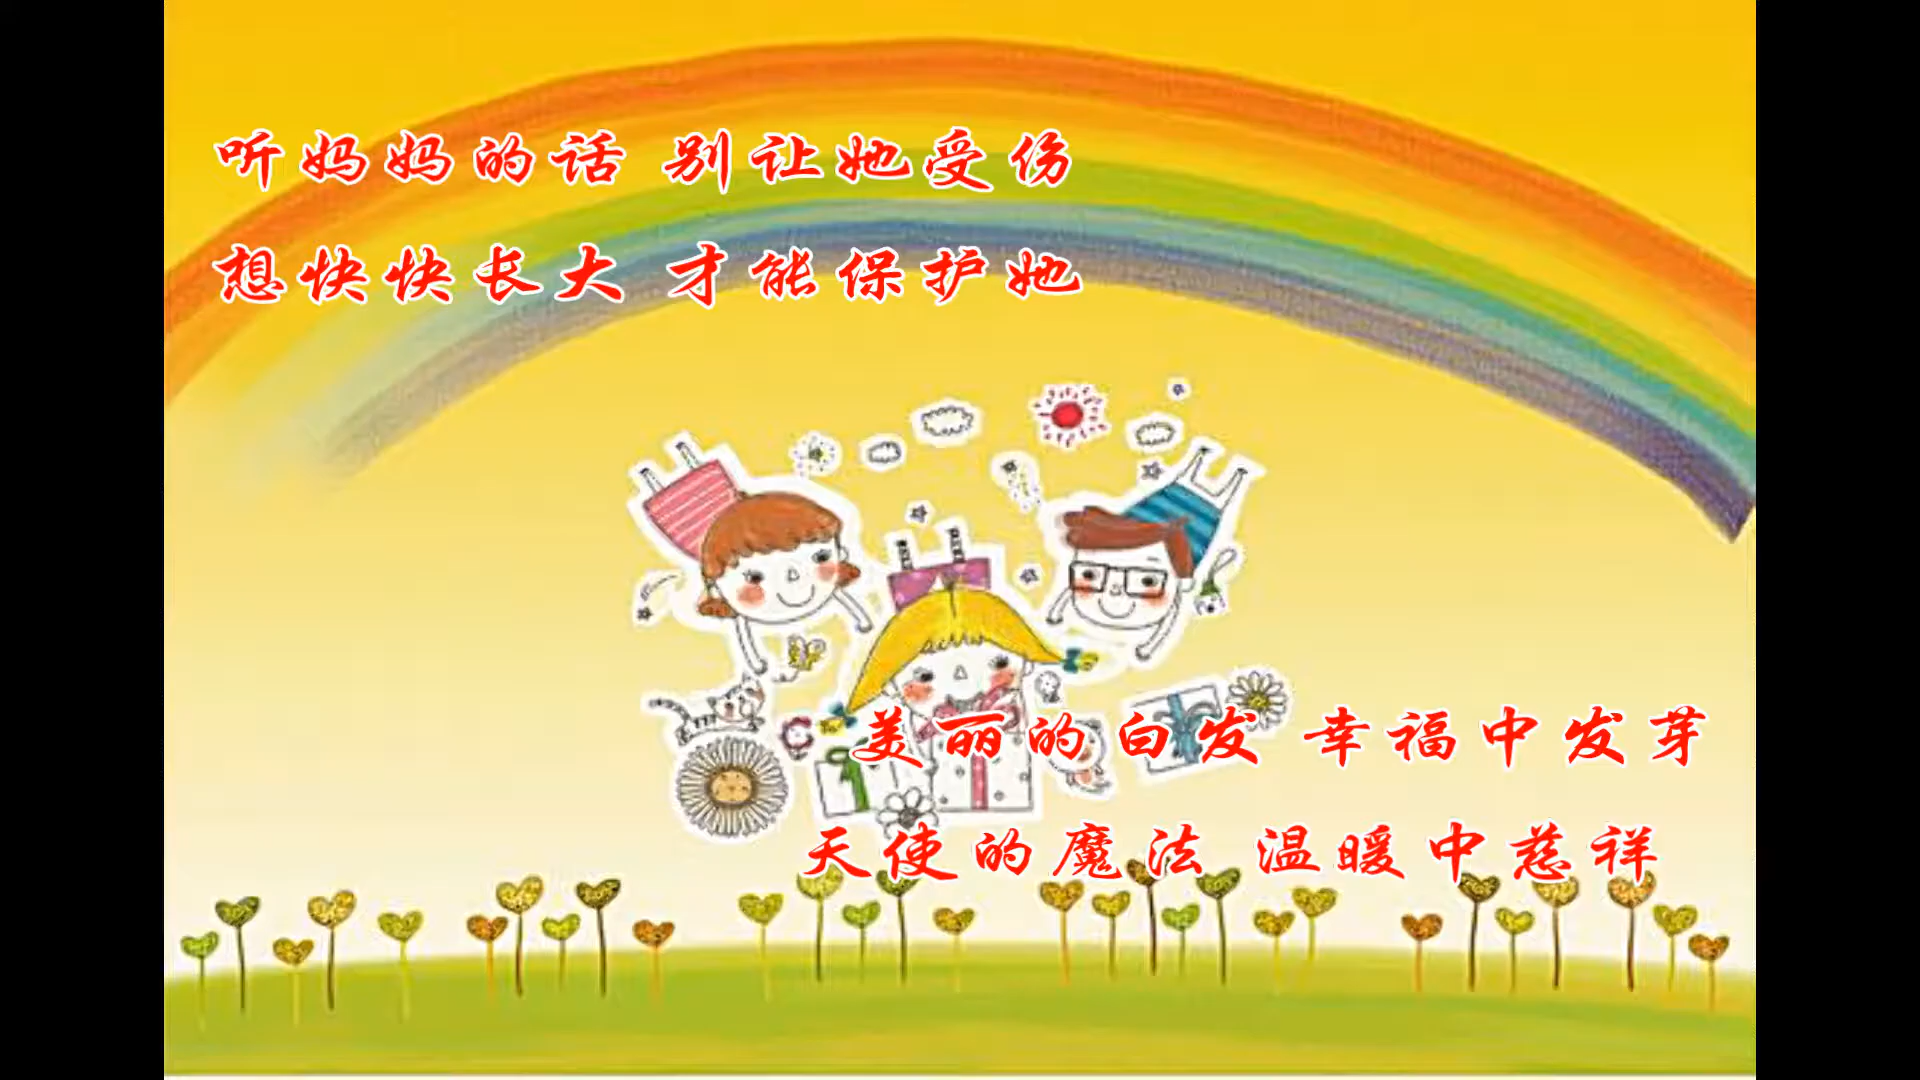 听妈妈的话 别让她受伤
想快快长大 才能保护她
美丽的白发 幸福中发芽
天使的魔法 温暖中慈祥